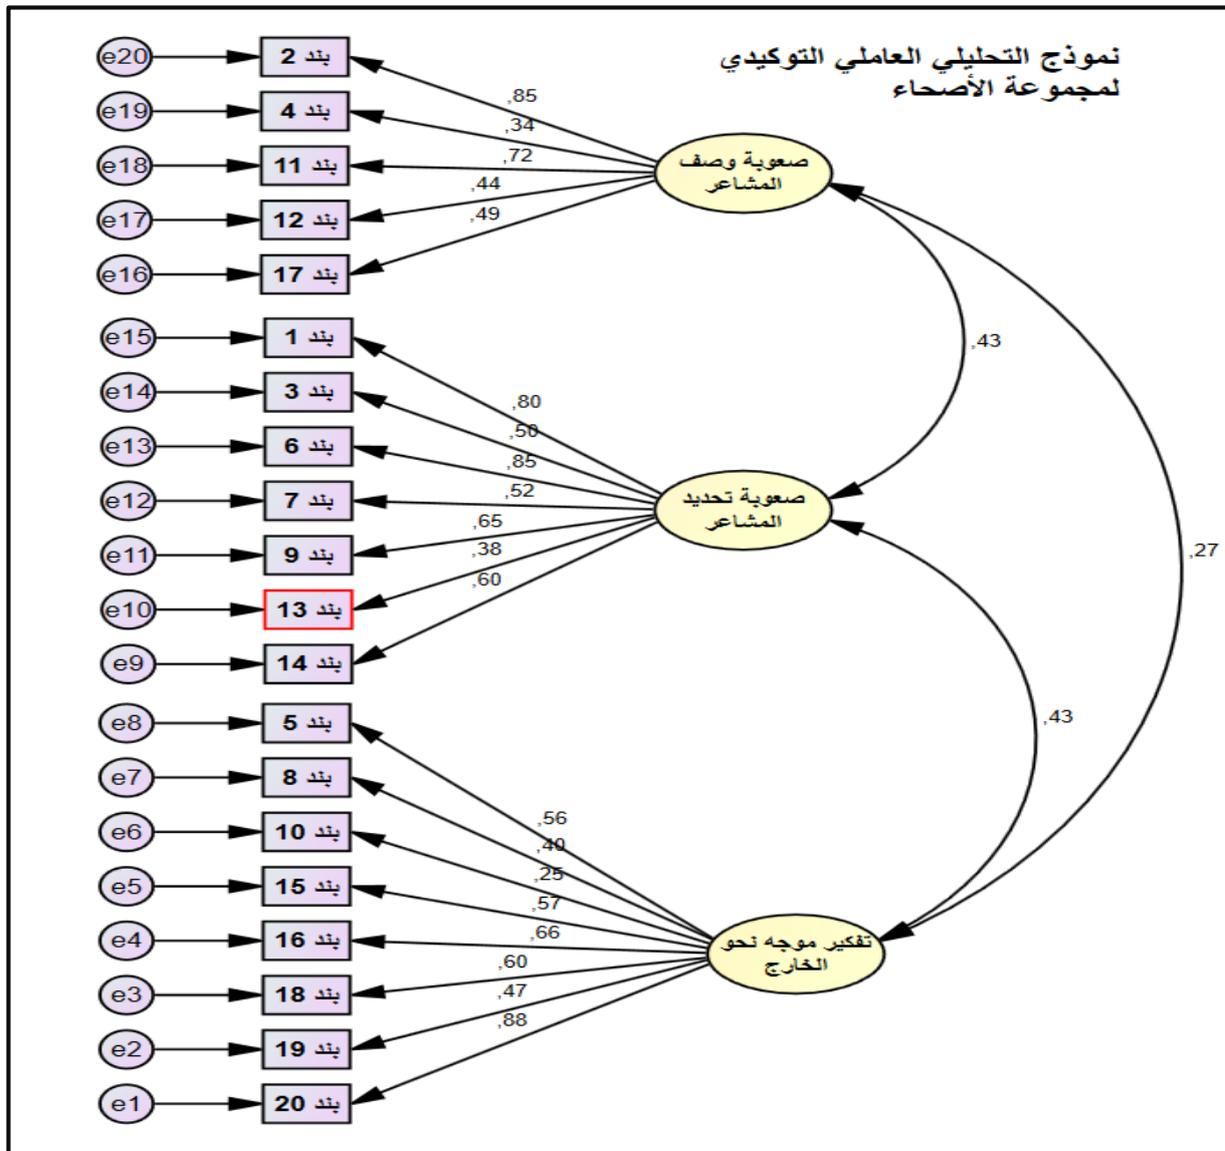 نموذج التحليلي العاملي التوكيدي
لمجموعة الأصحاء
e20
بند 2
,85
e19
بند 4
,34
e18
بند 11
,72
e17
بند 12
,44
e16
بند 17
,49
صعوبة وصف
المشاعر
e15
بند 1
,80
e14
بند 3
,50
e13
بند 6
,85
e12
بند 7
,52
e11
بند 9
,65
e10
بند 13
,38
e9
بند 14
,60
صعوبة تحديد
المشاعر
e8
بند 5
,56
e7
بند 8
,40
e6
بند 10
,25
e5
بند 15
,57
e4
بند 16
,66
e3
بند 18
,60
e2
بند 19
,47
e1
بند 20
,88
تفكير موجه نحو
الخارج
,43
,27
,43